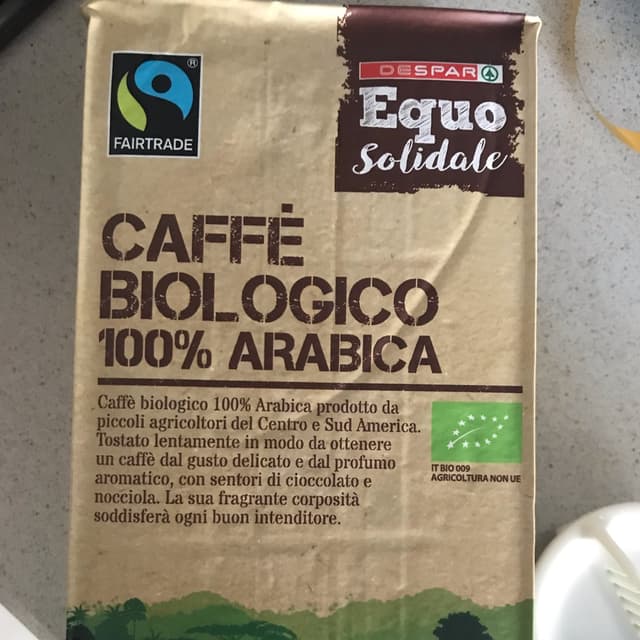 FAIRTRADE
®
DESPAR
Equo
Solidale
CAFFÈ
BIOLOGICO
100% ARABICA
Caffè biologico 100% Arabica prodotto da
piccoli agricoltori del Centro e Sud America.
Tostato lentamente in modo da ottenere
un caffè dal gusto delicato e dal profumo
aromatico, con sentori di cioccolato e
nocciola. La sua fragrante corposità
soddisferà ogni buon intenditore.
IT BIO 009
AGRICOLTURA NON UE